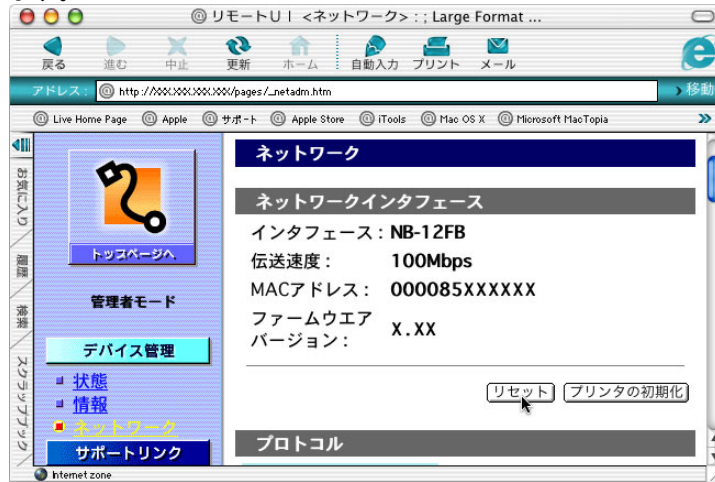 リモートUI <ネットワーク> : ; Large Format ...
戻る 進む 中止 更新 ホーム 自動入力 プリント メール
アドレス: http://XXX.XXX.XXX.XXX/pages/_netadm.htm 移動
Live Home Page Apple サポート Apple Store iTools Mac OS X Microsoft MacTopia
お気に入り
履歴
検索
スクラップブック
トップページへ
管理者モード
デバイス管理
状態
情報
ネットワーク
サポートリンク
ネットワーク
ネットワークインタフェース
インタフェース: NB-12FB
伝送速度: 100Mbps
MACアドレス: 000085XXXXXX
ファームウエア
バージョン: X.XX
リセット プリンタの初期化
プロトコル
Internet zone